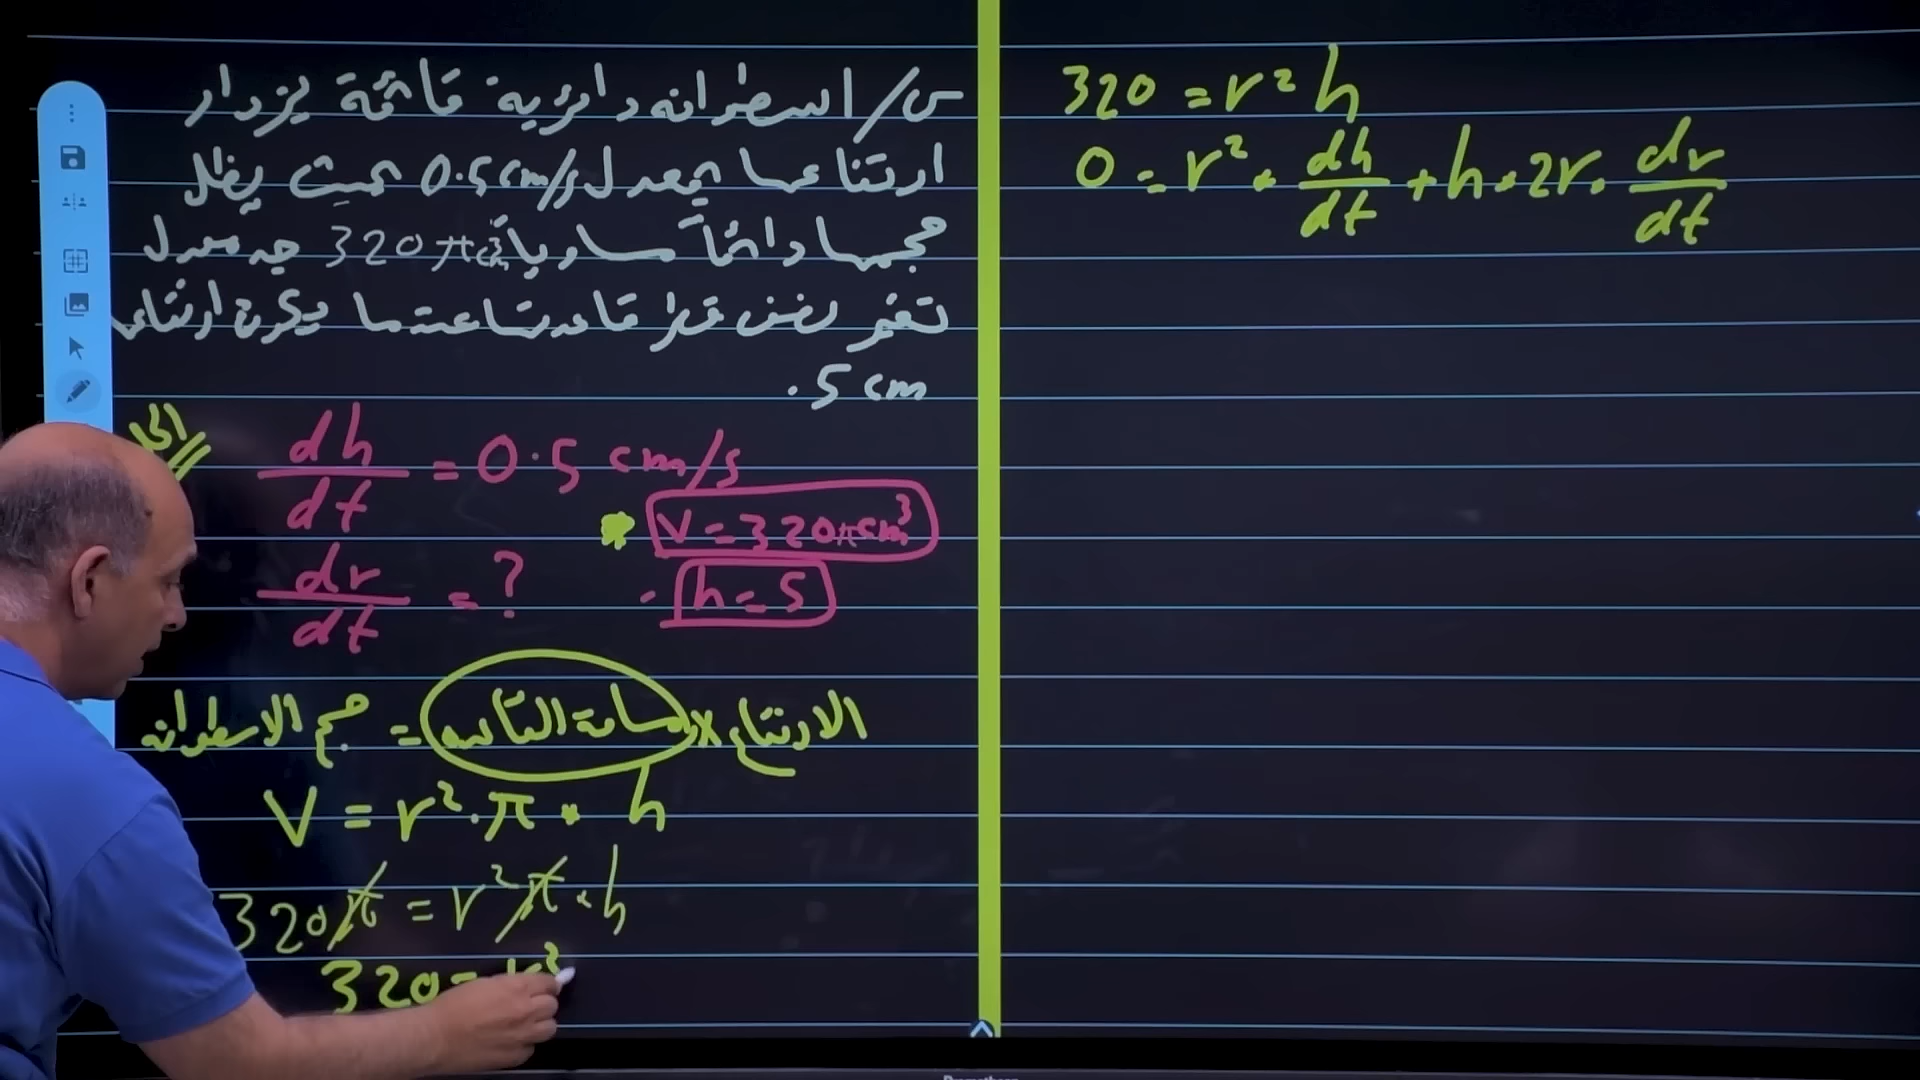 س/ اسطوانة دائرية قائمة يزداد
ارتفاعها بمعدل 0.5 cm/s بحيث يظل
حجمها دائماً مساوياً 320 π cm³ جد معدل
تغير نصف قطر قاعدتها عندما يكون ارتفاعها
5 cm .
dh/dt = 0.5 cm/s
V = 320π cm³
dr/dt = ?
h = 5
حجم الاسطوانة = مساحة القاعدة × الارتفاع
V = r² . π * h
320π = r² π * h
320 = r²
320 = r² h
0 = r² * dh/dt + h * 2r . dr/dt